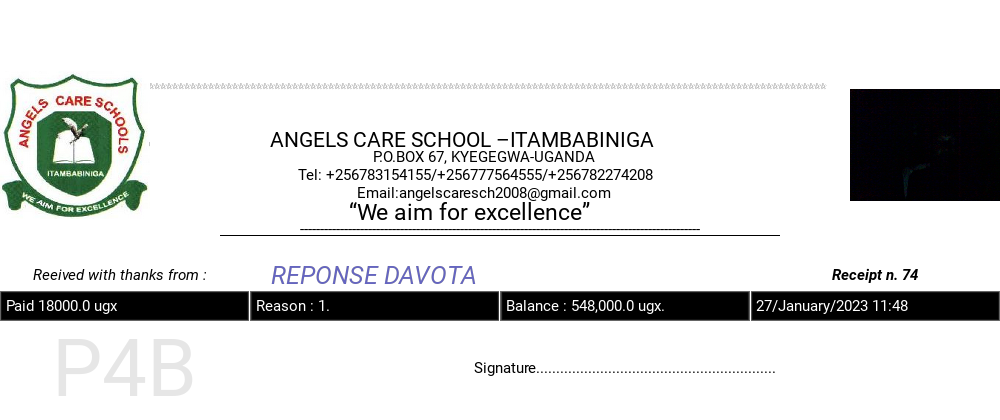 ANGELS CARE SCHOOLS
ITAMBABINIGA
WE AIM FOR EXCELLENCE
ANGELS CARE SCHOOL –ITAMBABINIGA
P.O.BOX 67, KYEGEGWA-UGANDA
Tel: +256783154155/+256777564555/+256782274208
Email:angelscaresch2008@gmail.com
“We aim for excellence”
Reeived with thanks from : REPONSE DAVOTA Receipt n. 74
Paid 18000.0 ugx Reason : 1. Balance : 548,000.0 ugx. 27/January/2023 11:48
P4B
Signature............................................................